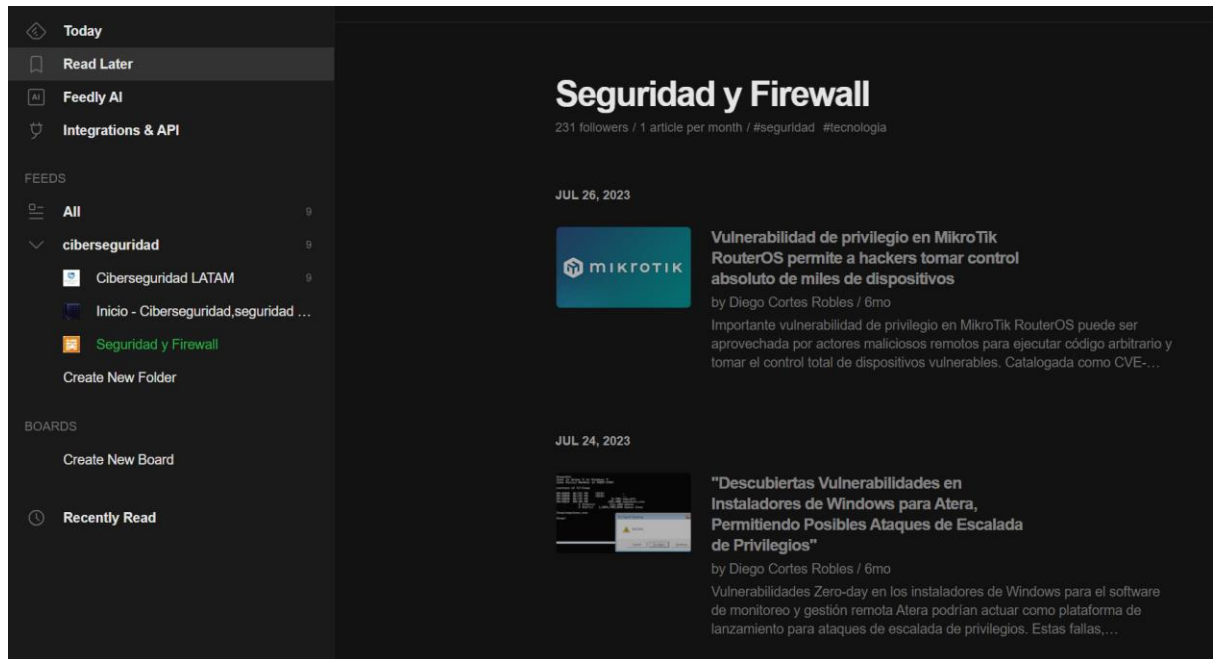 Today
Read Later
AI
Feedly AI
Integrations & API
FEEDS
All 9
ciberseguridad 9
Ciberseguridad LATAM 9
Inicio - Ciberseguridad,seguridad ...
Seguridad y Firewall
Create New Folder
BOARDS
Create New Board
Recently Read
Seguridad y Firewall
231 followers / 1 article per month / #seguridad #tecnologia
JUL 26, 2023
MikroTik
Vulnerabilidad de privilegio en MikroTik
RouterOS permite a hackers tomar control
absoluto de miles de dispositivos
by Diego Cortes Robles / 6mo
Importante vulnerabilidad de privilegio en MikroTik RouterOS puede ser
aprovechada por actores maliciosos remotos para ejecutar código arbitrario y
tomar el control total de dispositivos vulnerables. Catalogada como CVE-...
JUL 24, 2023
"Descubiertas Vulnerabilidades en
Instaladores de Windows para Atera,
Permitiendo Posibles Ataques de Escalada
de Privilegios"
by Diego Cortes Robles / 6mo
Vulnerabilidades Zero-day en los instaladores de Windows para el software
de monitoreo y gestión remota Atera podrían actuar como plataforma de
lanzamiento para ataques de escalada de privilegios. Estas fallas,...